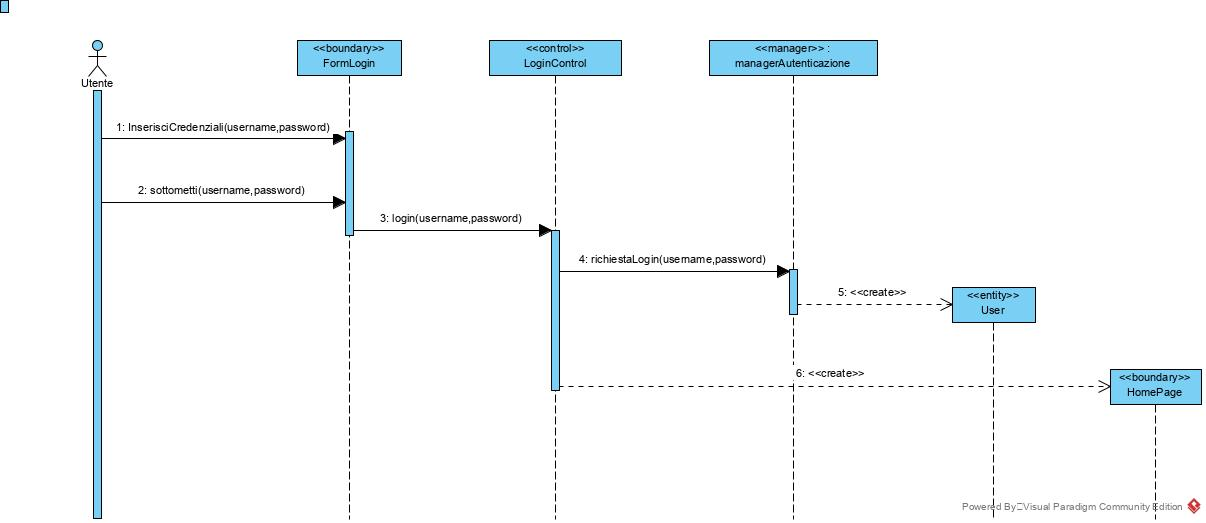 <<boundary>>
FormLogin
<<control>>
LoginControl
<<manager>> :
managerAutenticazione
Utente
1: InserisciCredenziali(username,password)
2: sottometti(username,password)
3: login(username,password)
4: richiestaLogin(username,password)
5: <<create>>
<<entity>>
User
6: <<create>>
<<boundary>>
HomePage
Powered By□Visual Paradigm Community Edition